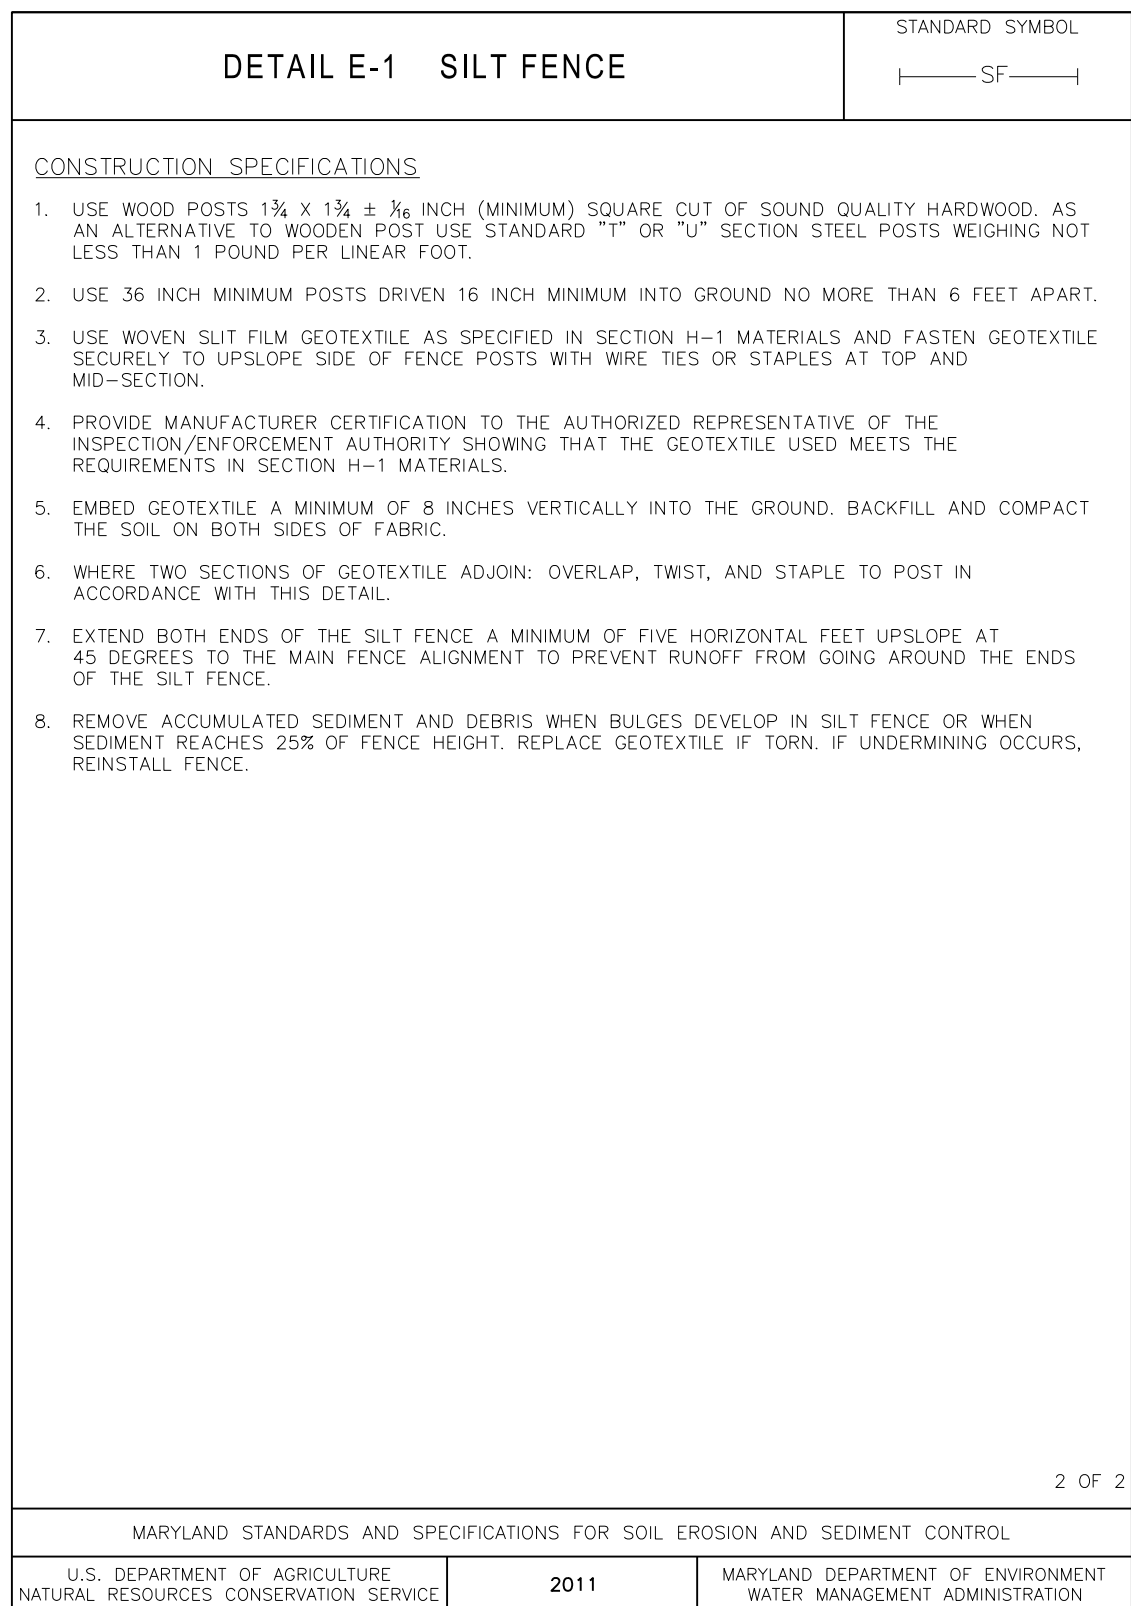 DETAIL E-1 SILT FENCE
STANDARD SYMBOL
SF
CONSTRUCTION SPECIFICATIONS
1. USE WOOD POSTS 1¾ X 1¾ ± 1⁄16 INCH (MINIMUM) SQUARE CUT OF SOUND QUALITY HARDWOOD. AS
AN ALTERNATIVE TO WOODEN POST USE STANDARD "T" OR "U" SECTION STEEL POSTS WEIGHING NOT
LESS THAN 1 POUND PER LINEAR FOOT.
2. USE 36 INCH MINIMUM POSTS DRIVEN 16 INCH MINIMUM INTO GROUND NO MORE THAN 6 FEET APART.
3. USE WOVEN SLIT FILM GEOTEXTILE AS SPECIFIED IN SECTION H-1 MATERIALS AND FASTEN GEOTEXTILE
SECURELY TO UPSLOPE SIDE OF FENCE POSTS WITH WIRE TIES OR STAPLES AT TOP AND
MID-SECTION.
4. PROVIDE MANUFACTURER CERTIFICATION TO THE AUTHORIZED REPRESENTATIVE OF THE
INSPECTION/ENFORCEMENT AUTHORITY SHOWING THAT THE GEOTEXTILE USED MEETS THE
REQUIREMENTS IN SECTION H-1 MATERIALS.
5. EMBED GEOTEXTILE A MINIMUM OF 8 INCHES VERTICALLY INTO THE GROUND. BACKFILL AND COMPACT
THE SOIL ON BOTH SIDES OF FABRIC.
6. WHERE TWO SECTIONS OF GEOTEXTILE ADJOIN: OVERLAP, TWIST, AND STAPLE TO POST IN
ACCORDANCE WITH THIS DETAIL.
7. EXTEND BOTH ENDS OF THE SILT FENCE A MINIMUM OF FIVE HORIZONTAL FEET UPSLOPE AT
45 DEGREES TO THE MAIN FENCE ALIGNMENT TO PREVENT RUNOFF FROM GOING AROUND THE ENDS
OF THE SILT FENCE.
8. REMOVE ACCUMULATED SEDIMENT AND DEBRIS WHEN BULGES DEVELOP IN SILT FENCE OR WHEN
SEDIMENT REACHES 25% OF FENCE HEIGHT. REPLACE GEOTEXTILE IF TORN. IF UNDERMINING OCCURS,
REINSTALL FENCE.
2 OF 2
MARYLAND STANDARDS AND SPECIFICATIONS FOR SOIL EROSION AND SEDIMENT CONTROL
U.S. DEPARTMENT OF AGRICULTURE
NATURAL RESOURCES CONSERVATION SERVICE
2011
MARYLAND DEPARTMENT OF ENVIRONMENT
WATER MANAGEMENT ADMINISTRATION